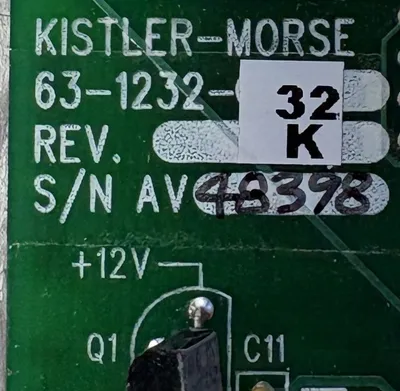 KISTLER-MORSE
63-1232-32
REV. K
S/N AV48398
+12V
Q1 C11